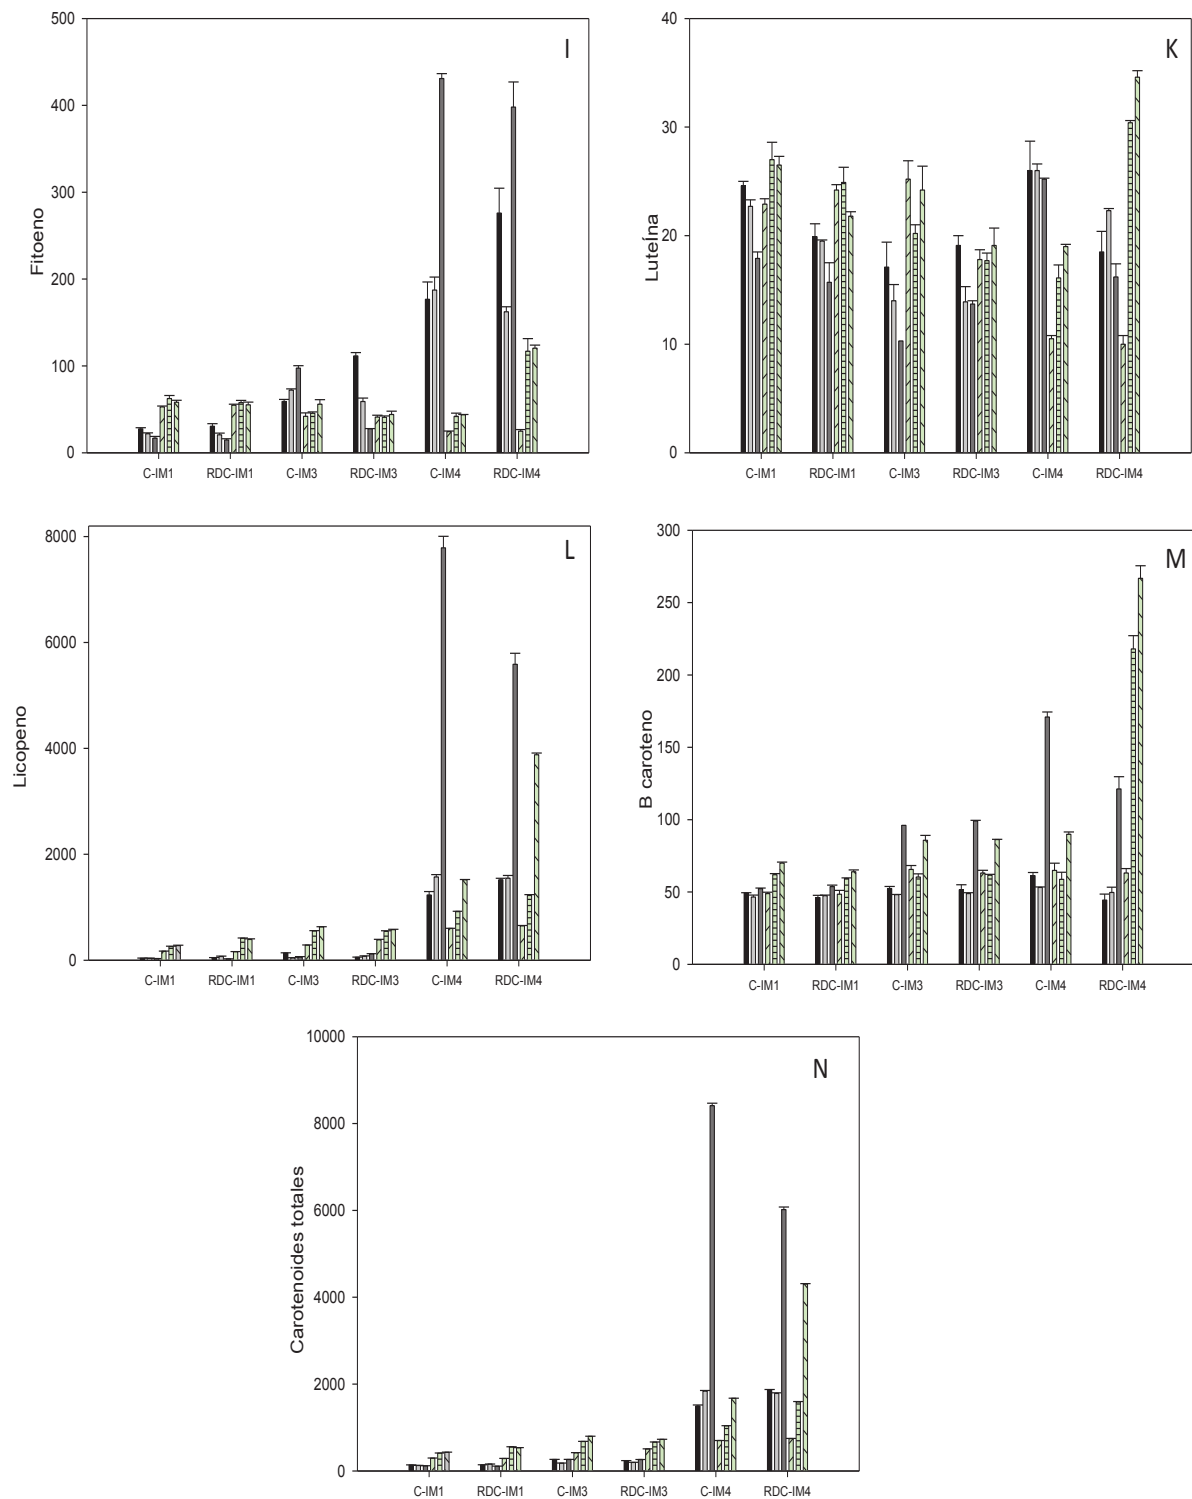 I
Fitoeno
500
400
300
200
100
0
C-IM1 RDC-IM1 C-IM3 RDC-IM3 C-IM4 RDC-IM4
K
Luteína
40
30
20
10
0
C-IM1 RDC-IM1 C-IM3 RDC-IM3 C-IM4 RDC-IM4
L
Licopeno
8000
6000
4000
2000
0
C-IM1 RDC-IM1 C-IM3 RDC-IM3 C-IM4 RDC-IM4
M
B caroteno
300
250
200
150
100
50
0
C-IM1 RDC-IM1 C-IM3 RDC-IM3 C-IM4 RDC-IM4
N
Carotenoides totales
10000
8000
6000
4000
2000
0
C-IM1 RDC-IM1 C-IM3 RDC-IM3 C-IM4 RDC-IM4